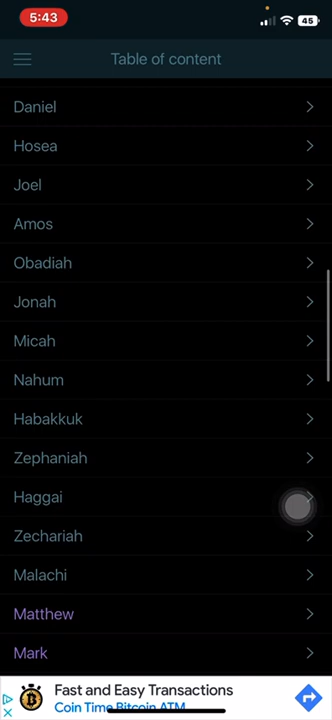 5:43
45
Table of content
Daniel
Hosea
Joel
Amos
Obadiah
Jonah
Micah
Nahum
Habakkuk
Zephaniah
Haggai
Zechariah
Malachi
Matthew
Mark
Fast and Easy Transactions
Coin Time Bitcoin ATM